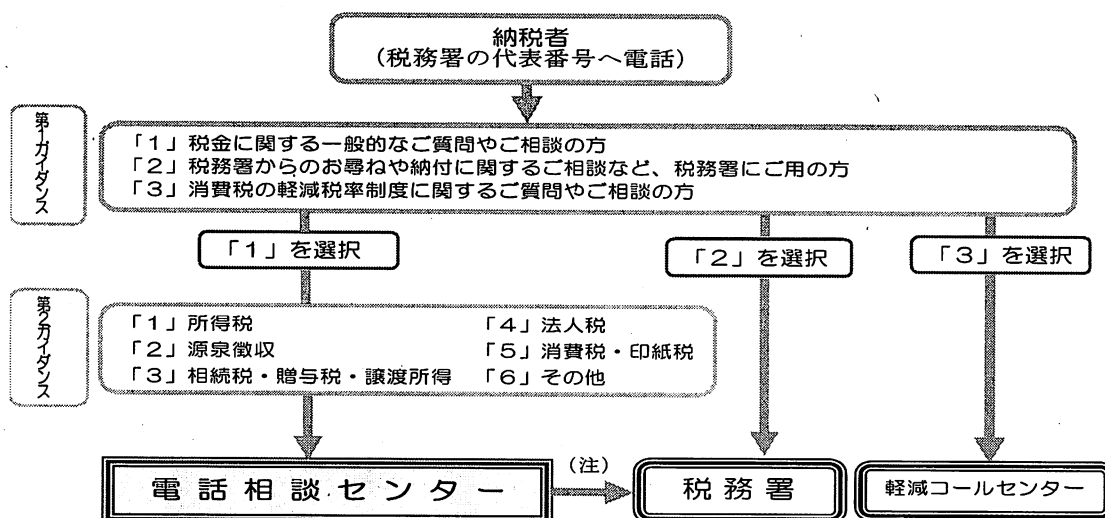 納税者
(税務署の代表番号へ電話)
第1ガイダンス
「1」税金に関する一般的なご質問やご相談の方
「2」税務署からのお尋ねや納付に関するご相談など、税務署にご用の方
「3」消費税の軽減税率制度に関するご質問やご相談の方
「1」を選択
「2」を選択
「3」を選択
第2ガイダンス
「1」所得税
「2」源泉徴収
「3」相続税・贈与税・譲渡所得
「4」法人税
「5」消費税・印紙税
「6」その他
電話相談センター
(注)
税務署
軽減コールセンター